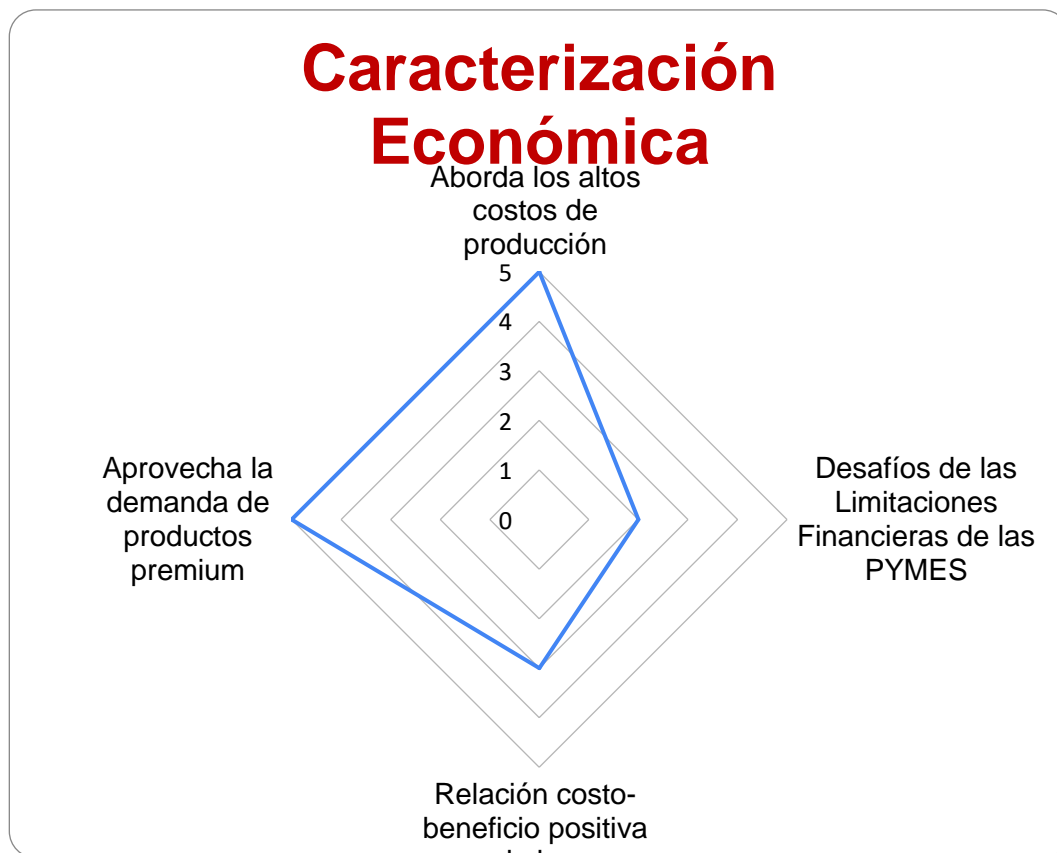 Caracterización
Económica
Aborda los altos
costos de
producción
5
4
3
2
1
0
Aprovecha la
demanda de
productos
premium
Desafíos de las
Limitaciones
Financieras de las
PYMES
Relación costo-
beneficio positiva